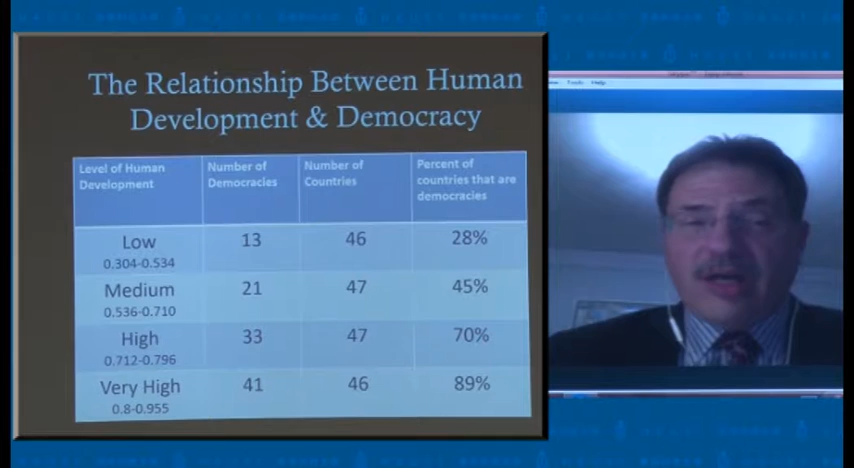 The Relationship Between Human
Development & Democracy
Level of Human
Development
Number of
Democracies
Number of
Countries
Percent of
countries that are
democracies
Low
0.304-0.534
13
46
28%
Medium
0.536-0.710
21
47
45%
High
0.712-0.796
33
47
70%
Very High
0.8-0.955
41
46
89%
Tools Help